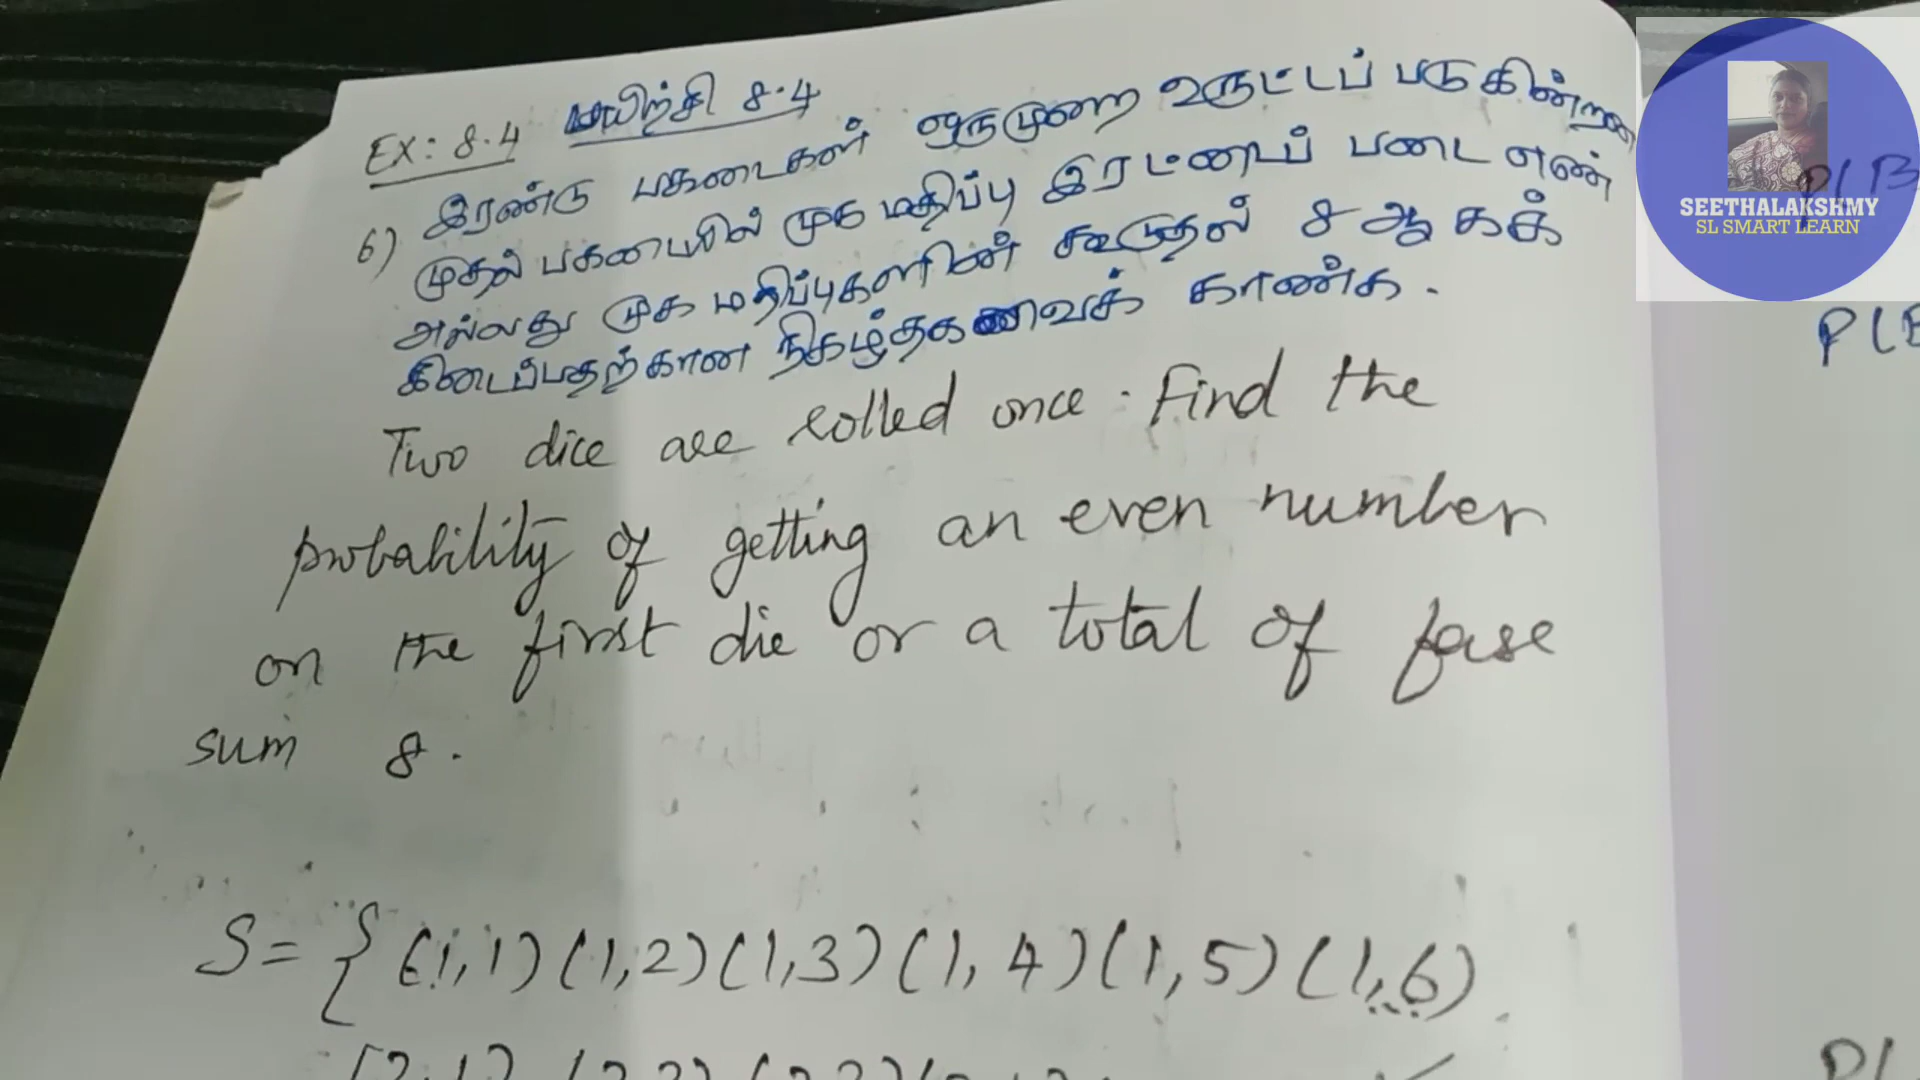 EX: 8.4 பயிற்சி 8.4
6) இரண்டு பகடைகள் ஒருமுறை உருட்டப் படுகின்றன
முதல் பகடையில் முக மதிப்பு இரட்டைப் படை எண்
அல்லது முக மதிப்புகளின் கூடுதல் 8 ஆகக்
கிடைப்பதற்கான நிகழ்தகவைக் காண்க.
Two dice are rolled once. Find the
probability of getting an even number
on the first die or a total of face
sum 8.
S= { (1,1) (1,2) (1,3) (1,4) (1,5) (1,6)
SEETHALAKSHMY
SL SMART LEARN